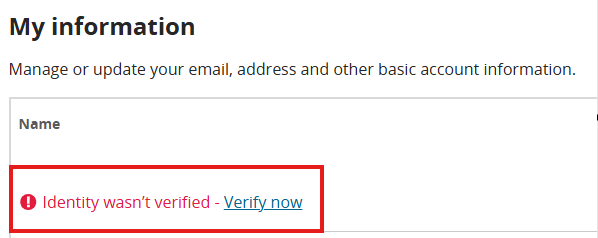 My information
Manage or update your email, address and other basic account information.
Name
Identity wasn’t verified - Verify now